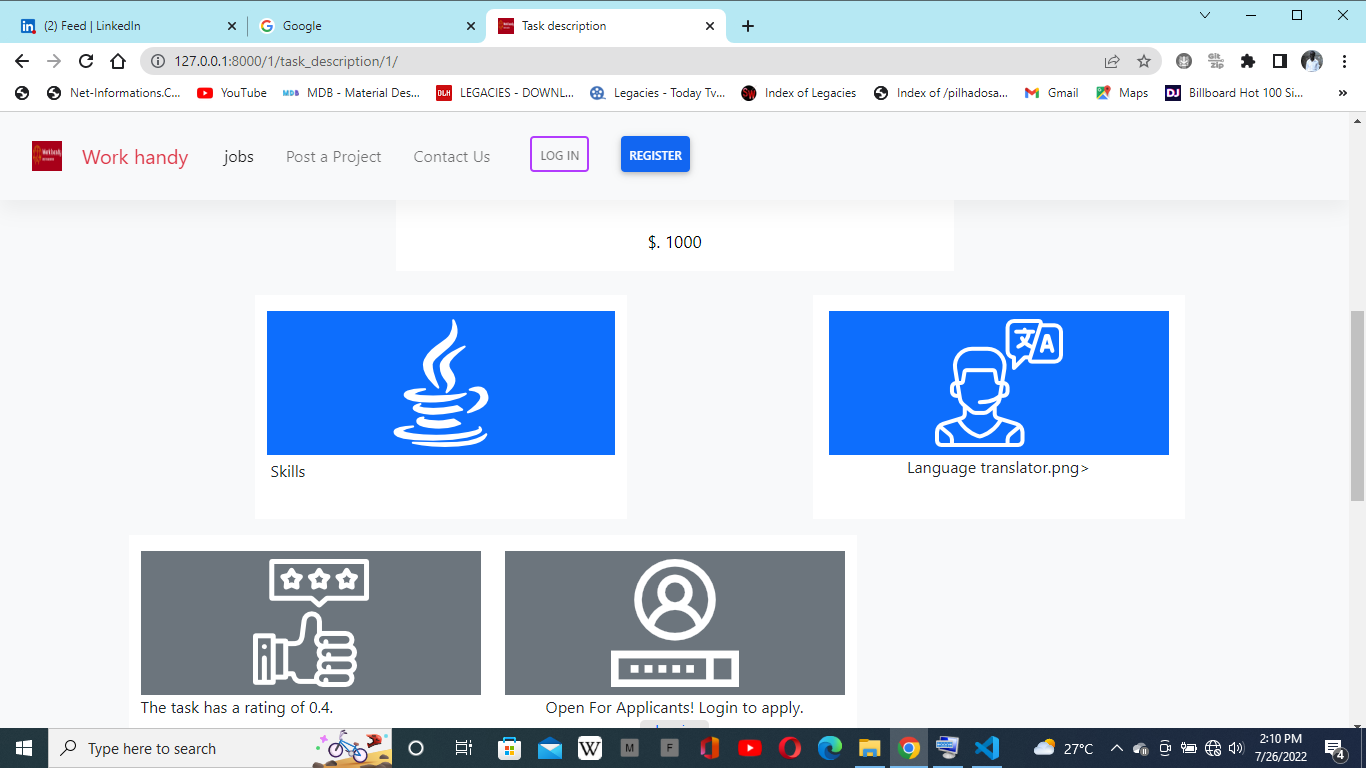 (2) Feed | LinkedIn
Google
Task description
127.0.0.1:8000/1/task_description/1/
Net-Informations.C...
YouTube
MDB - Material Des...
LEGACIES - DOWNL...
Legacies - Today Tv...
Index of Legacies
Index of /pilhadosa...
Gmail
Maps
Billboard Hot 100 Si...
Work handy
jobs
Post a Project
Contact Us
LOG IN
REGISTER
$. 1000
文 A
Skills
Language translator.png>
The task has a rating of 0.4.
Open For Applicants! Login to apply.
Type here to search
27°C
2:10 PM
7/26/2022
4